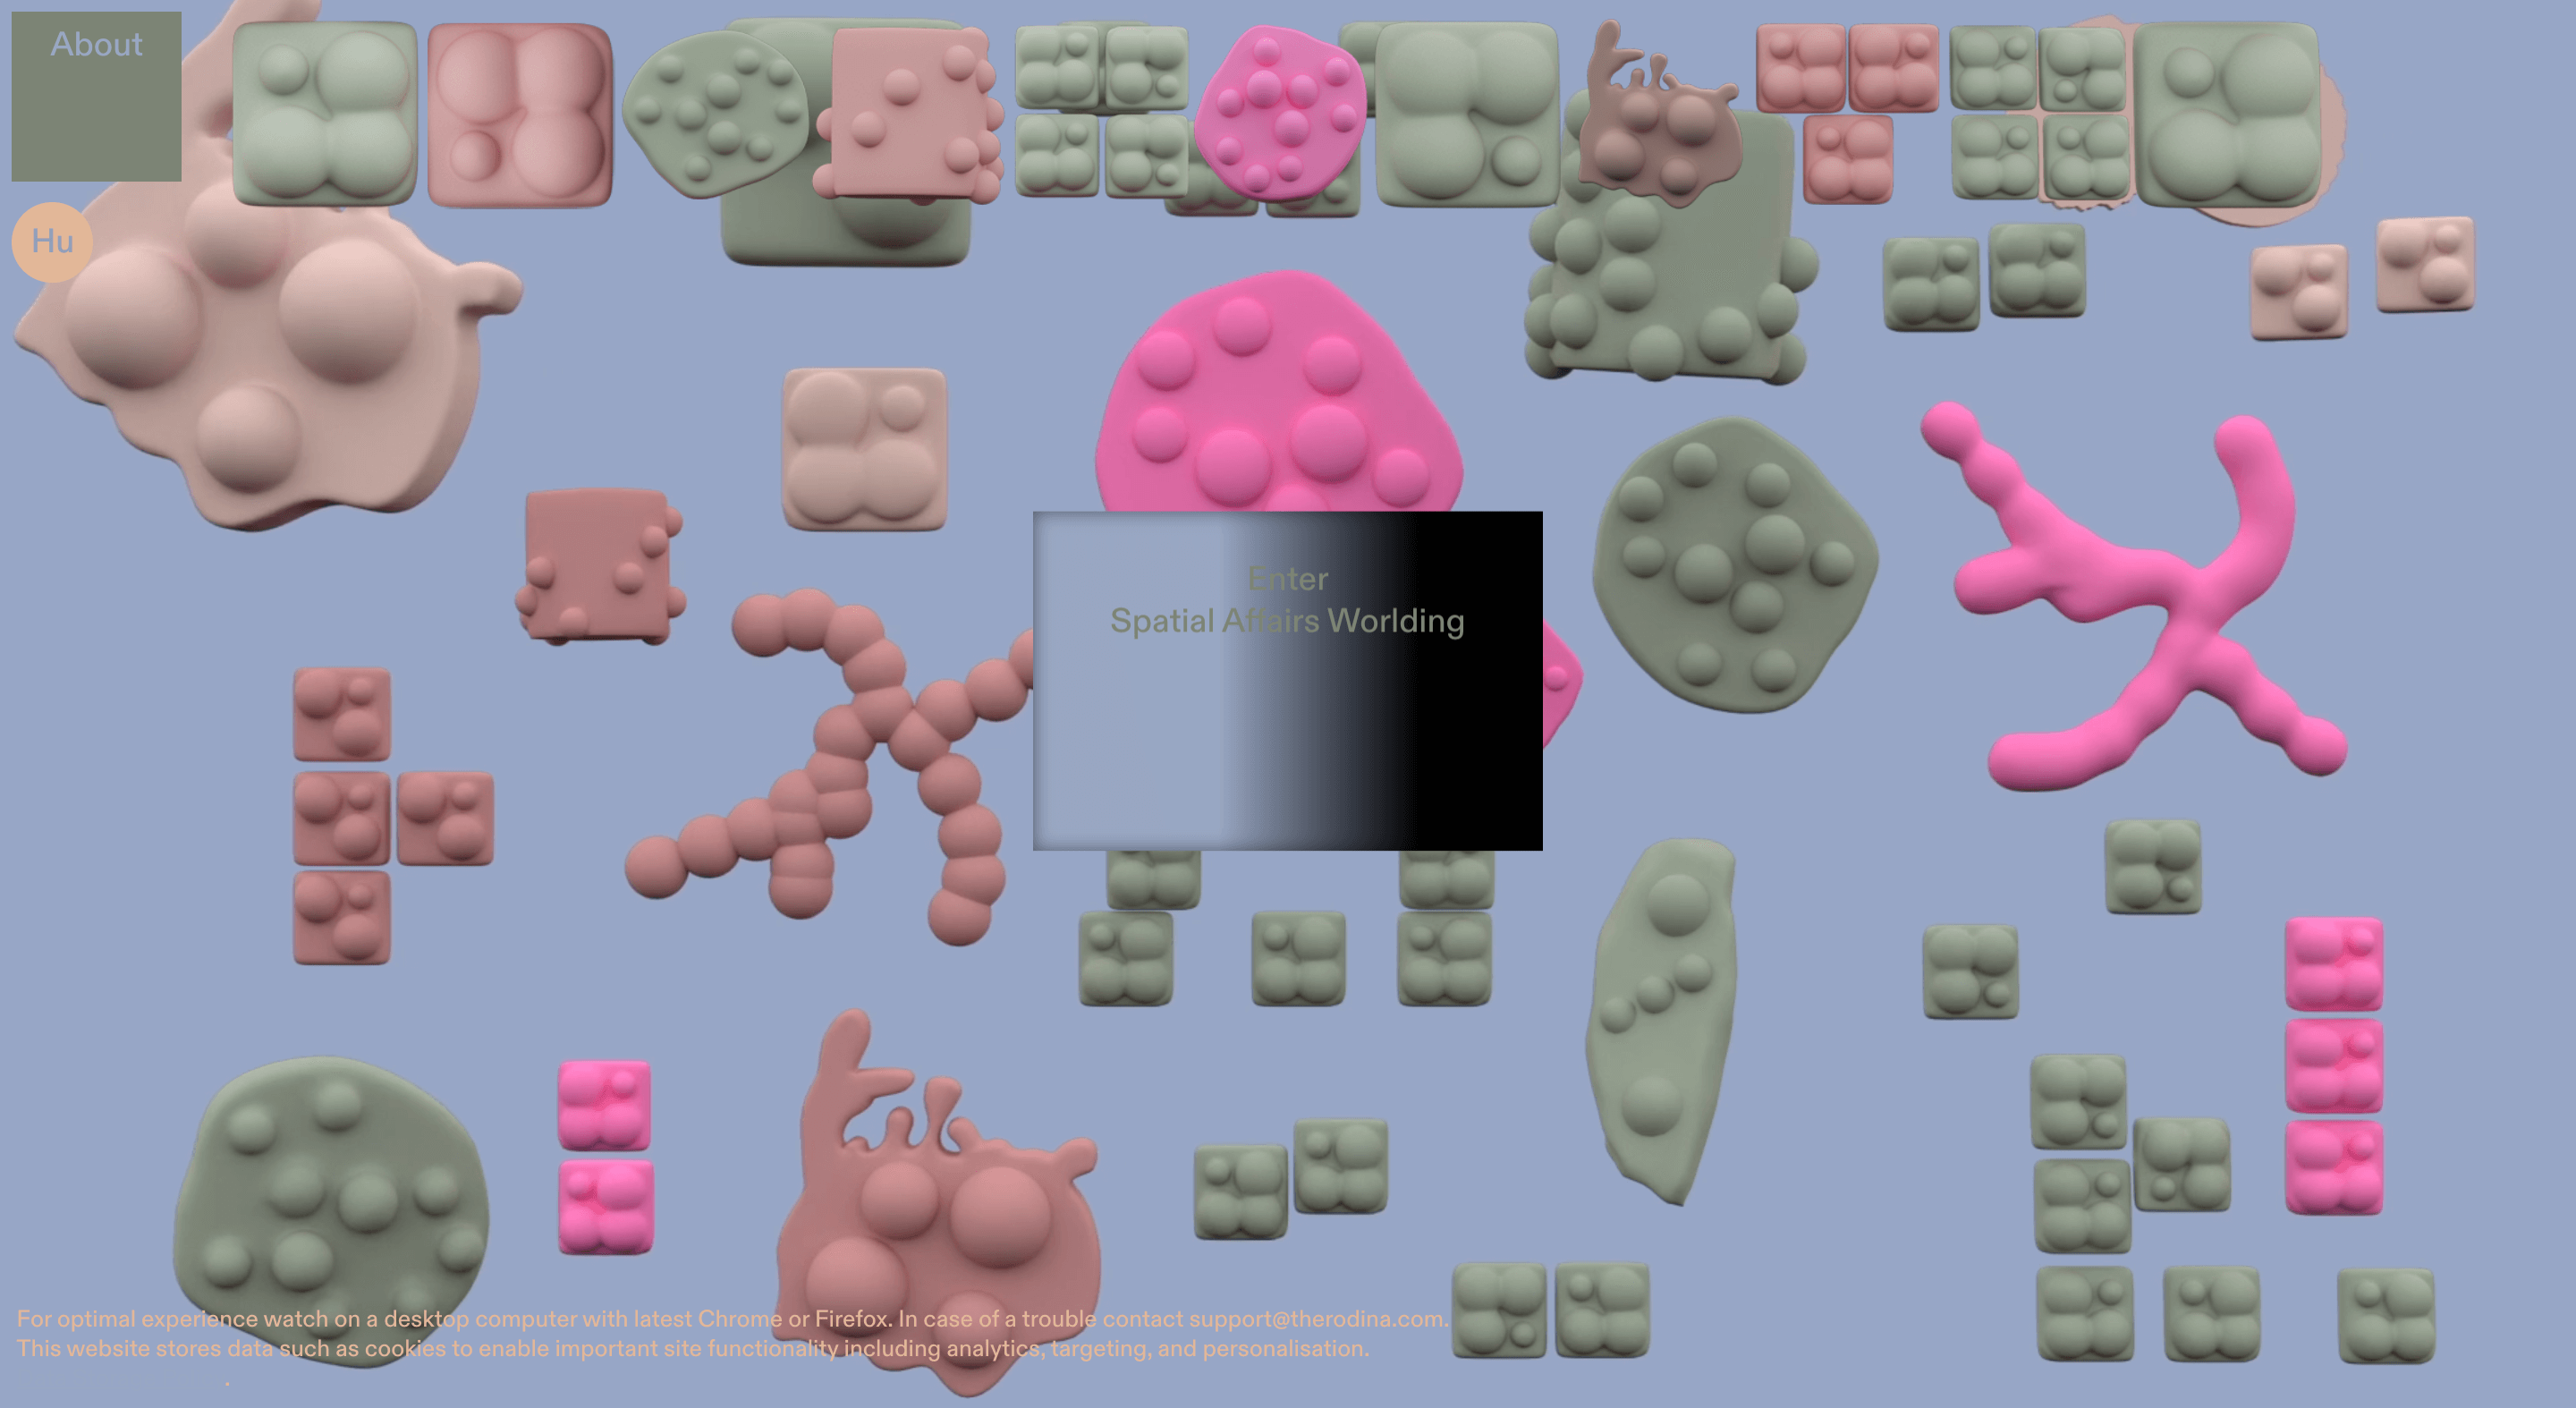 About
Hu
Enter
Spatial Affairs Worlding
For optimal experience watch on a desktop computer with latest Chrome or Firefox. In case of a trouble contact support@therodina.com.
This website stores data such as cookies to enable important site functionality including analytics, targeting, and personalisation.
.